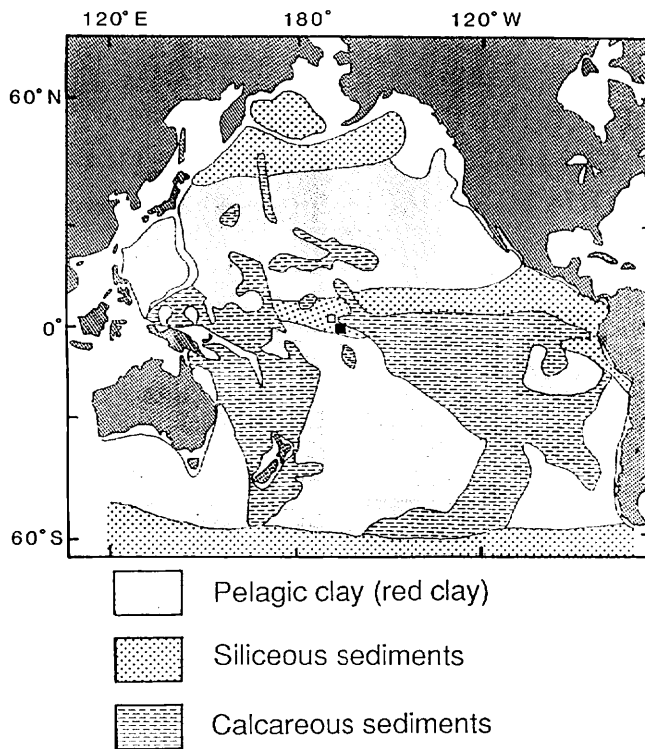 120°E 180° 120°W
60°N
0°
60°S
Pelagic clay (red clay)
Siliceous sediments
Calcareous sediments